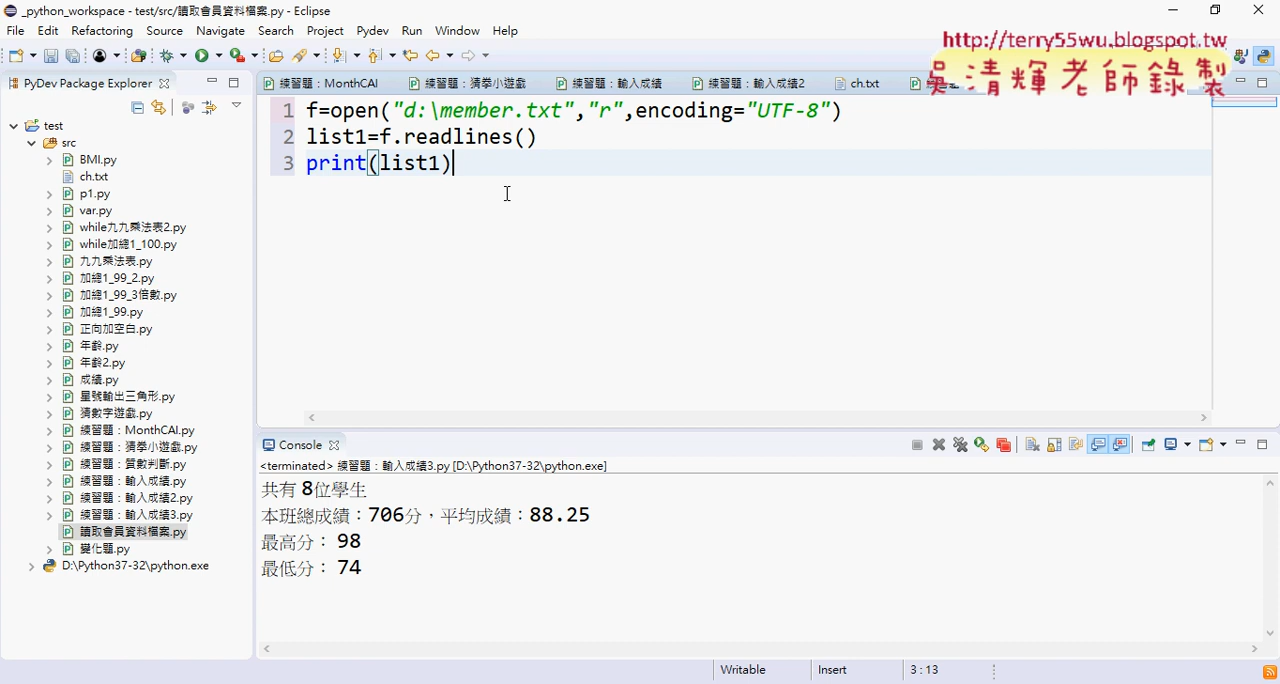 _python_workspace - test/src/讀取會員資料檔案.py - Eclipse
File Edit Refactoring Source Navigate Search Project Pydev Run Window Help
http://terry55wu.blogspot.tw
吳清輝老師錄製
PyDev Package Explorer
練習題：MonthCAl 練習題：猜拳小遊戲 練習題：輸入成績 練習題：輸入成績2 ch.txt
test
src
BMI.py
ch.txt
p1.py
var.py
while九九乘法表2.py
while加總1_100.py
九九乘法表.py
加總1_99_2.py
加總1_99_3倍數.py
加總1_99.py
正向加空白.py
年齡.py
年齡2.py
成績.py
星號輸出三角形.py
猜數字遊戲.py
練習題：MonthCAl.py
練習題：猜拳小遊戲.py
練習題：質數判斷.py
練習題：輸入成績.py
練習題：輸入成績2.py
練習題：輸入成績3.py
讀取會員資料檔案.py
變化題.py
D:\Python37-32\python.exe
1 f=open("d:\member.txt","r",encoding="UTF-8")
2 list1=f.readlines()
3 print(list1)
Console
<terminated> 練習題：輸入成績3.py [D:\Python37-32\python.exe]
共有 8位學生
本班總成績：706分，平均成績：88.25
最高分： 98
最低分： 74
Writable Insert 3 : 13